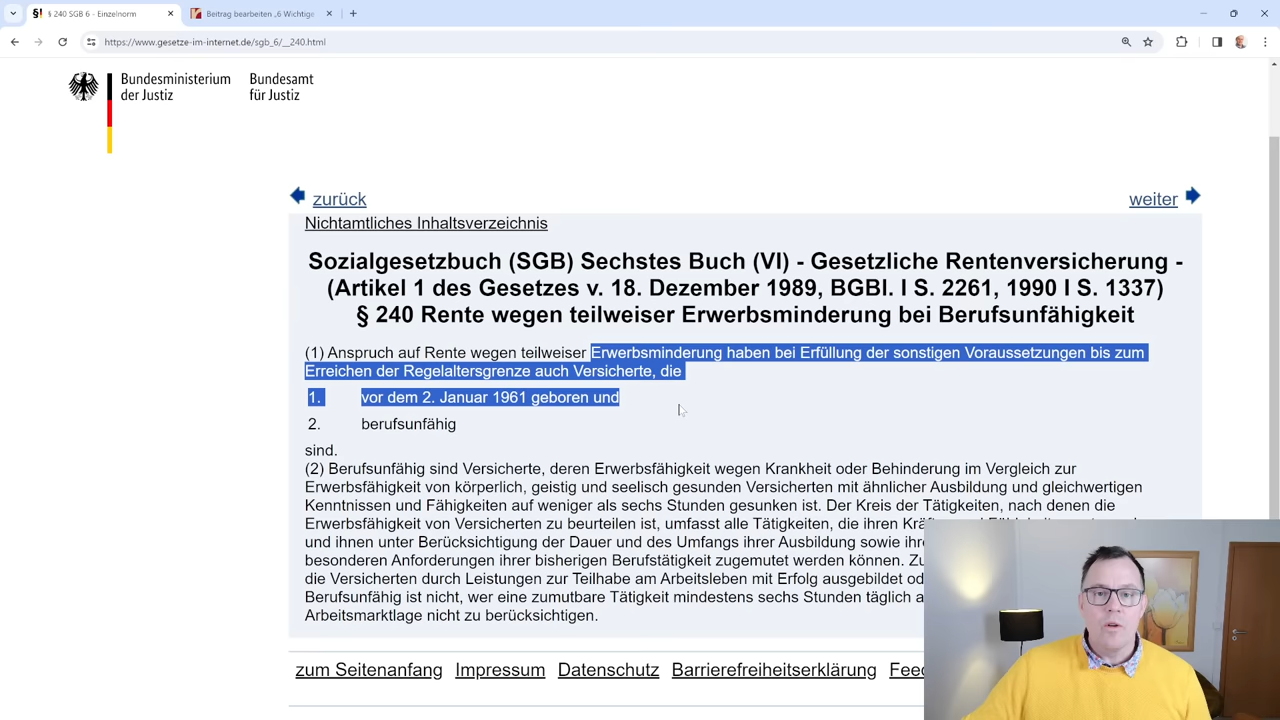 § 240 SGB 6 - Einzelnorm
Beitrag bearbeiten „6 Wichtige
https://www.gesetze-im-internet.de/sgb_6/__240.html
Bundesministerium
der Justiz
Bundesamt
für Justiz
zurück
weiter
Nichtamtliches Inhaltsverzeichnis
Sozialgesetzbuch (SGB) Sechstes Buch (VI) - Gesetzliche Rentenversicherung -
(Artikel 1 des Gesetzes v. 18. Dezember 1989, BGBl. I S. 2261, 1990 I S. 1337)
§ 240 Rente wegen teilweiser Erwerbsminderung bei Berufsunfähigkeit
(1) Anspruch auf Rente wegen teilweiser Erwerbsminderung haben bei Erfüllung der sonstigen Voraussetzungen bis zum
Erreichen der Regelaltersgrenze auch Versicherte, die
1. vor dem 2. Januar 1961 geboren und
2. berufsunfähig
sind.
(2) Berufsunfähig sind Versicherte, deren Erwerbsfähigkeit wegen Krankheit oder Behinderung im Vergleich zur
Erwerbsfähigkeit von körperlich, geistig und seelisch gesunden Versicherten mit ähnlicher Ausbildung und gleichwertigen
Kenntnissen und Fähigkeiten auf weniger als sechs Stunden gesunken ist. Der Kreis der Tätigkeiten, nach denen die
Erwerbsfähigkeit von Versicherten zu beurteilen ist, umfasst alle Tätigkeiten, die ihren
und ihnen unter Berücksichtigung der Dauer und des Umfangs ihrer Ausbildung sowie
besonderen Anforderungen ihrer bisherigen Berufstätigkeit zugemutet werden können.
die Versicherten durch Leistungen zur Teilhabe am Arbeitsleben mit Erfolg ausgebildet
Berufsunfähig ist nicht, wer eine zumutbare Tätigkeit mindestens sechs Stunden täglich
Arbeitsmarktlage nicht zu berücksichtigen.
zum Seitenanfang Impressum Datenschutz Barrierefreiheitserklärung